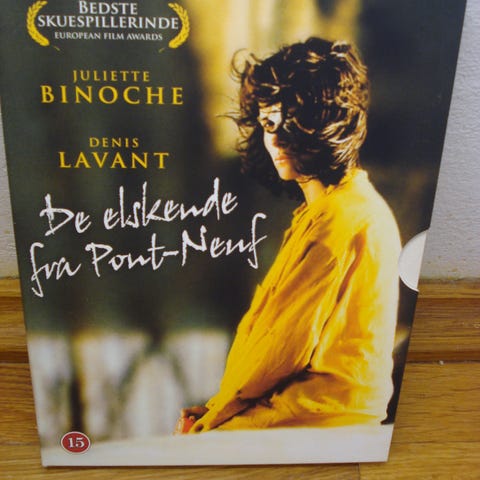 BEDSTE
SKUESPILLERINDE
EUROPEAN FILM AWARDS
JULIETTE
BINOCHE
DENIS
LAVANT
De elskende
fra Pont-Neuf
15